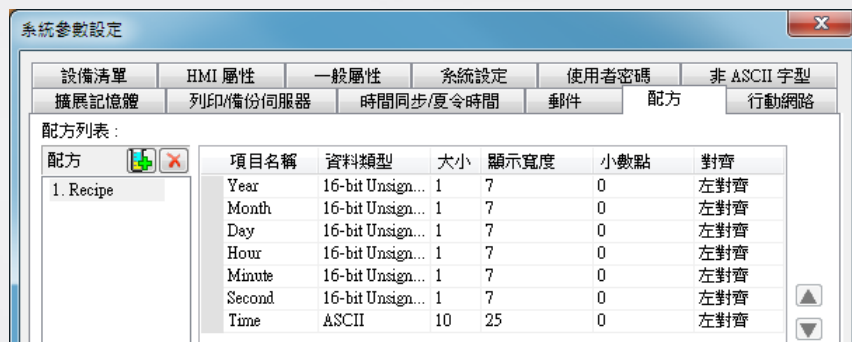 系統參數設定
設備清單 HMI 屬性 一般屬性 系統設定 使用者密碼 非 ASCII 字型
擴展記憶體 列印/備份伺服器 時間同步/夏令時間 郵件 配方 行動網路
配方列表：
配方 項目名稱 資料類型 大小 顯示寬度 小數點 對齊
1. Recipe Year 16-bit Unsign... 1 7 0 左對齊
Month 16-bit Unsign... 1 7 0 左對齊
Day 16-bit Unsign... 1 7 0 左對齊
Hour 16-bit Unsign... 1 7 0 左對齊
Minute 16-bit Unsign... 1 7 0 左對齊
Second 16-bit Unsign... 1 7 0 左對齊
Time ASCII 10 25 0 左對齊